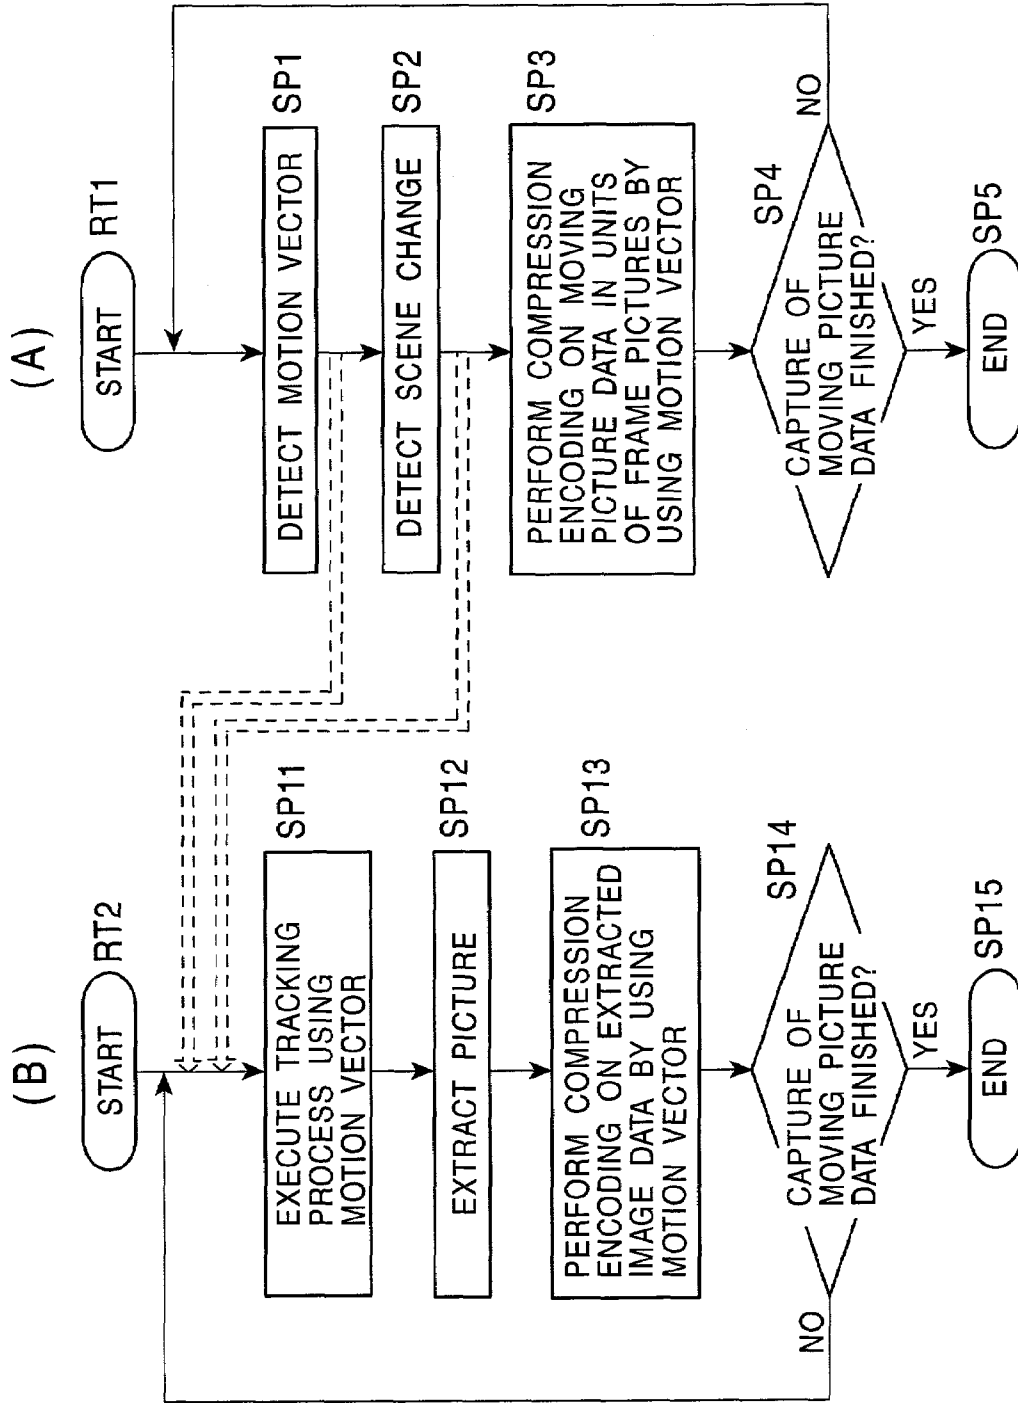 (A)
START
RT1
DETECT MOTION VECTOR
SP1
DETECT SCENE CHANGE
SP2
PERFORM COMPRESSION
ENCODING ON MOVING
PICTURE DATA IN UNITS
OF FRAME PICTURES BY
USING MOTION VECTOR
SP3
CAPTURE OF
MOVING PICTURE
DATA FINISHED?
SP4
NO
YES
END
SP5
(B)
START
RT2
EXECUTE TRACKING
PROCESS USING
MOTION VECTOR
SP11
EXTRACT PICTURE
SP12
PERFORM COMPRESSION
ENCODING ON EXTRACTED
IMAGE DATA BY USING
MOTION VECTOR
SP13
CAPTURE OF
MOVING PICTURE
DATA FINISHED?
SP14
NO
YES
END
SP15